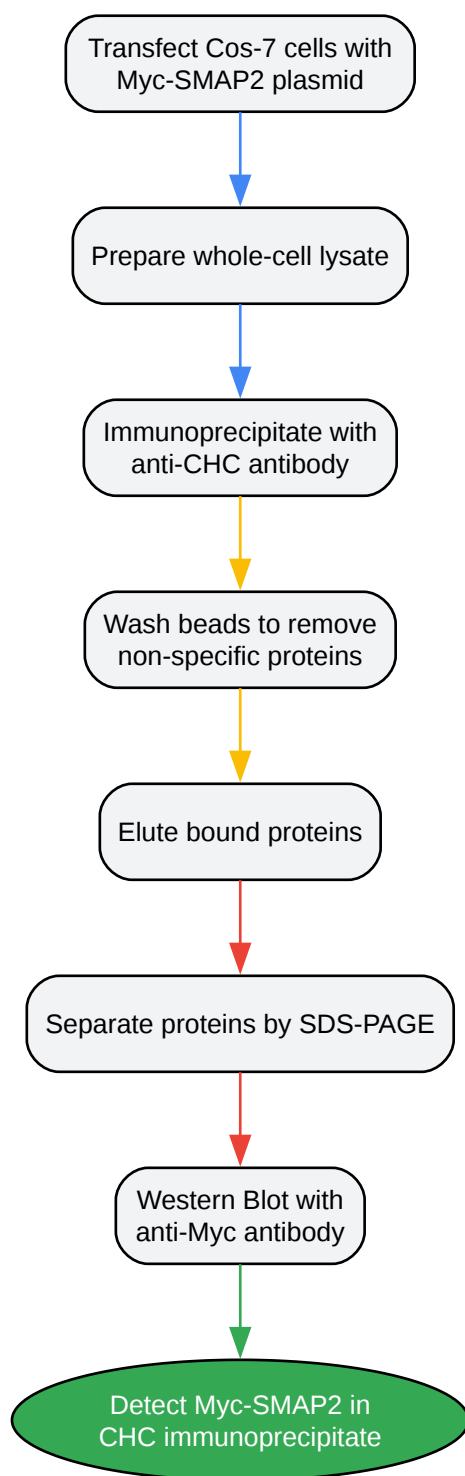 Transfect Cos-7 cells with
Myc-SMAP2 plasmid
Prepare whole-cell lysate
Immunoprecipitate with
anti-CHC antibody
Wash beads to remove
non-specific proteins
Elute bound proteins
Separate proteins by SDS-PAGE
Western Blot with
anti-Myc antibody
Detect Myc-SMAP2 in
CHC immunoprecipitate